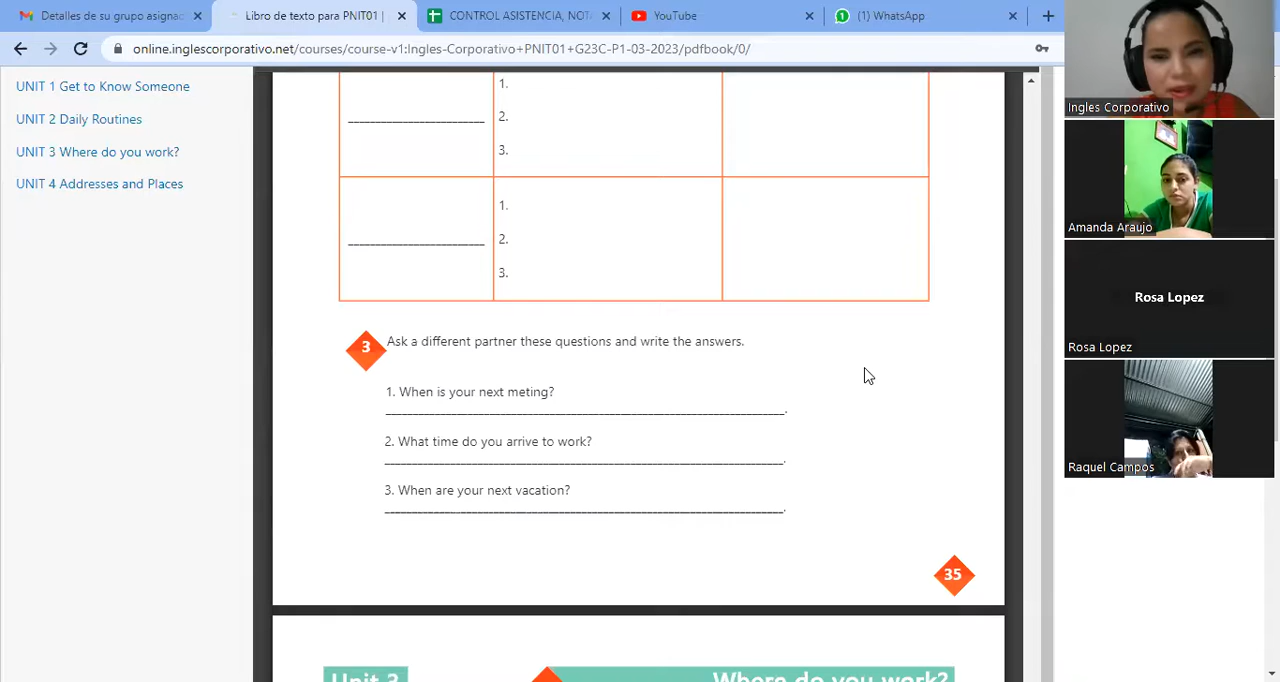 Detalles de su grupo asignad
Libro de texto para PNIT01 |
CONTROL ASISTENCIA, NOT
YouTube
(1) WhatsApp
online.inglescorporativo.net/courses/course-v1:Ingles-Corporativo+PNIT01+G23C-P1-03-2023/pdfbook/0/
UNIT 1 Get to Know Someone
UNIT 2 Daily Routines
UNIT 3 Where do you work?
UNIT 4 Addresses and Places
1.
2.
3.
1.
2.
3.
3 Ask a different partner these questions and write the answers.
1. When is your next meting?
2. What time do you arrive to work?
3. When are your next vacation?
35
Unit 3
Where do you work?
Ingles Corporativo
Amanda Araujo
Rosa Lopez
Rosa Lopez
Raquel Campos